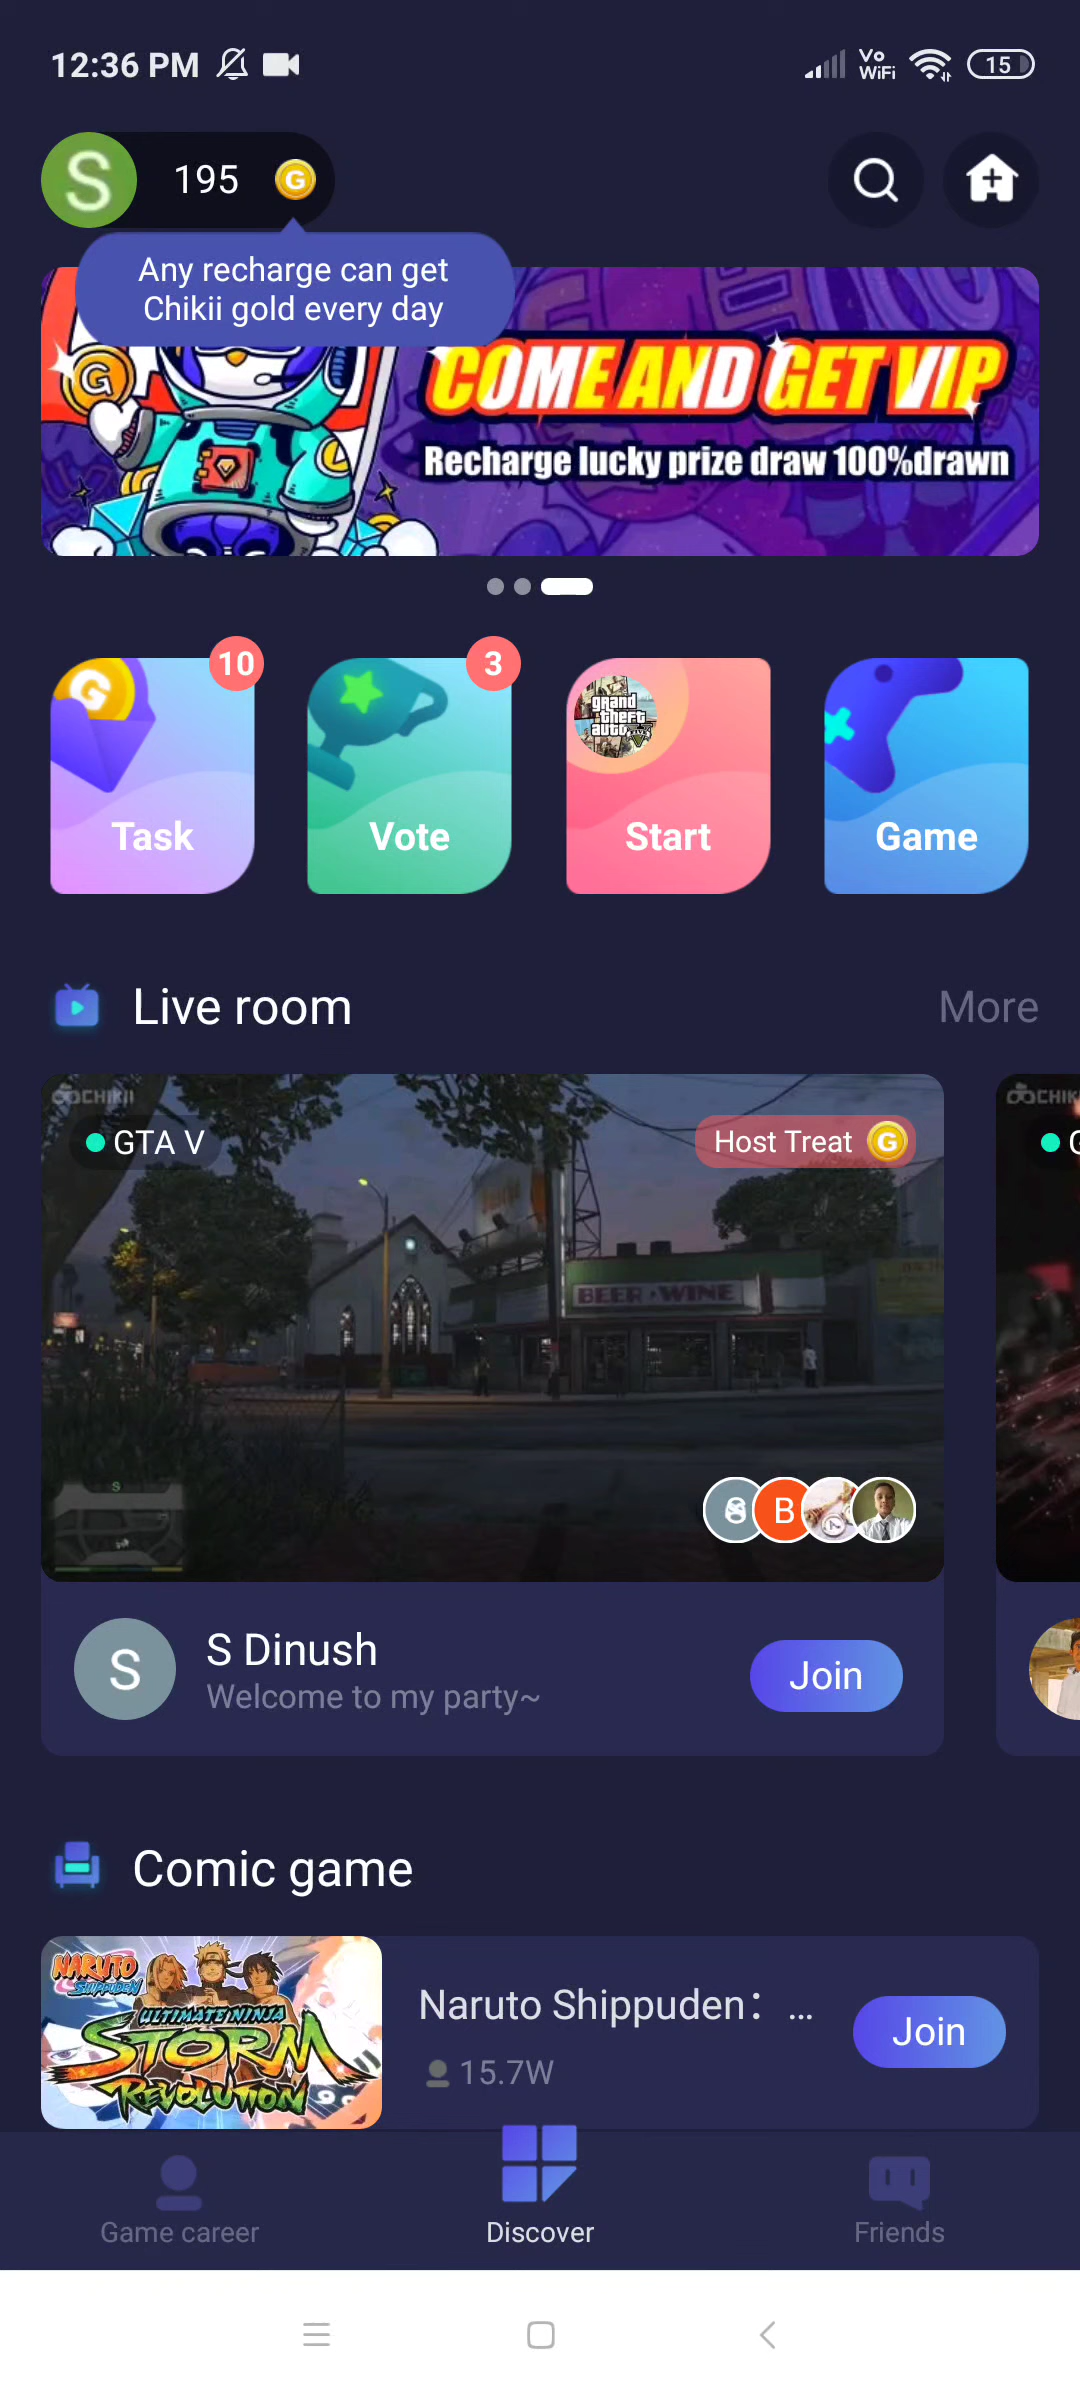 12:36 PM
Vo
WiFi
15
S
195
G
Any recharge can get
Chikii gold every day
G
COME AND GET VIP
Recharge lucky prize draw 100%drawn
10
3
G
grand
theft
auto
FIVE
Task
Vote
Start
Game
Live room
More
CHIKII
CHIK
GTA V
Host Treat
G
G
BEER WINE
S
B
S
S Dinush
Welcome to my party~
Join
Comic game
NARUTO
SHIPPUDEN
ULTIMATE NINJA
STORM
REVOLUTION
Naruto Shippuden： ...
15.7W
Join
Game career
Discover
Friends